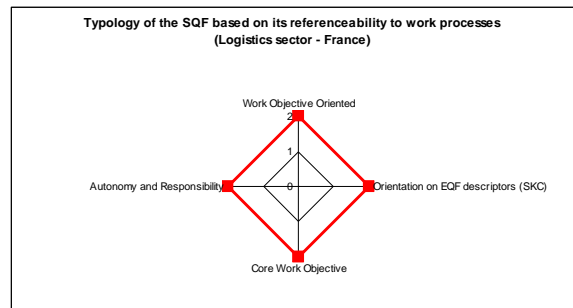 Typology of the SQF based on its referenceability to work processes
(Logistics sector - France)
Work Objective Oriented
2
1
Autonomy and Responsibility
0
Orientation on EQF descriptors (SKC)
Core Work Objective